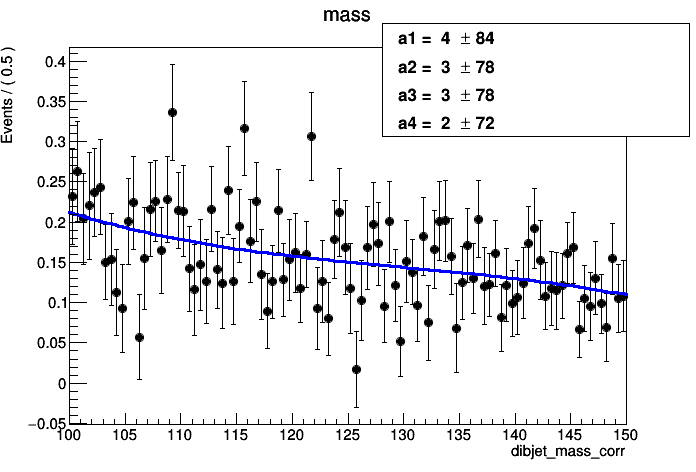 mass
a1 = 4 ± 84
a2 = 3 ± 78
a3 = 3 ± 78
a4 = 2 ± 72
Events / ( 0.5 )
0.4
0.35
0.3
0.25
0.2
0.15
0.1
0.05
0
−0.05
100 105 110 115 120 125 130 135 140 145 150
dibjet_mass_corr